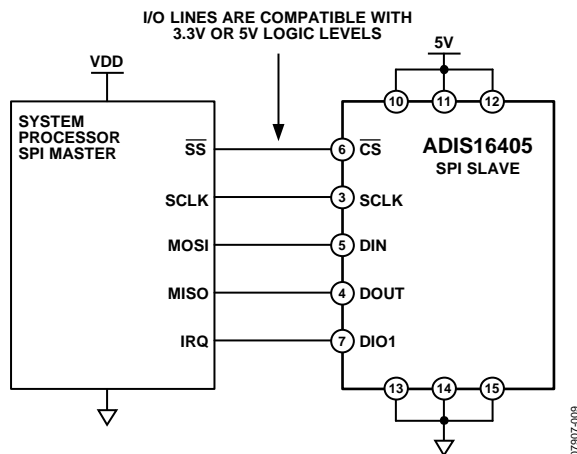 I/O LINES ARE COMPATIBLE WITH
3.3V OR 5V LOGIC LEVELS
VDD
5V
10
11
12
SYSTEM
PROCESSOR
SPI MASTER
ADIS16405
SPI SLAVE
SS
6
CS
SCLK
3
SCLK
MOSI
5
DIN
MISO
4
DOUT
IRQ
7
DIO1
13
14
15
07907-009